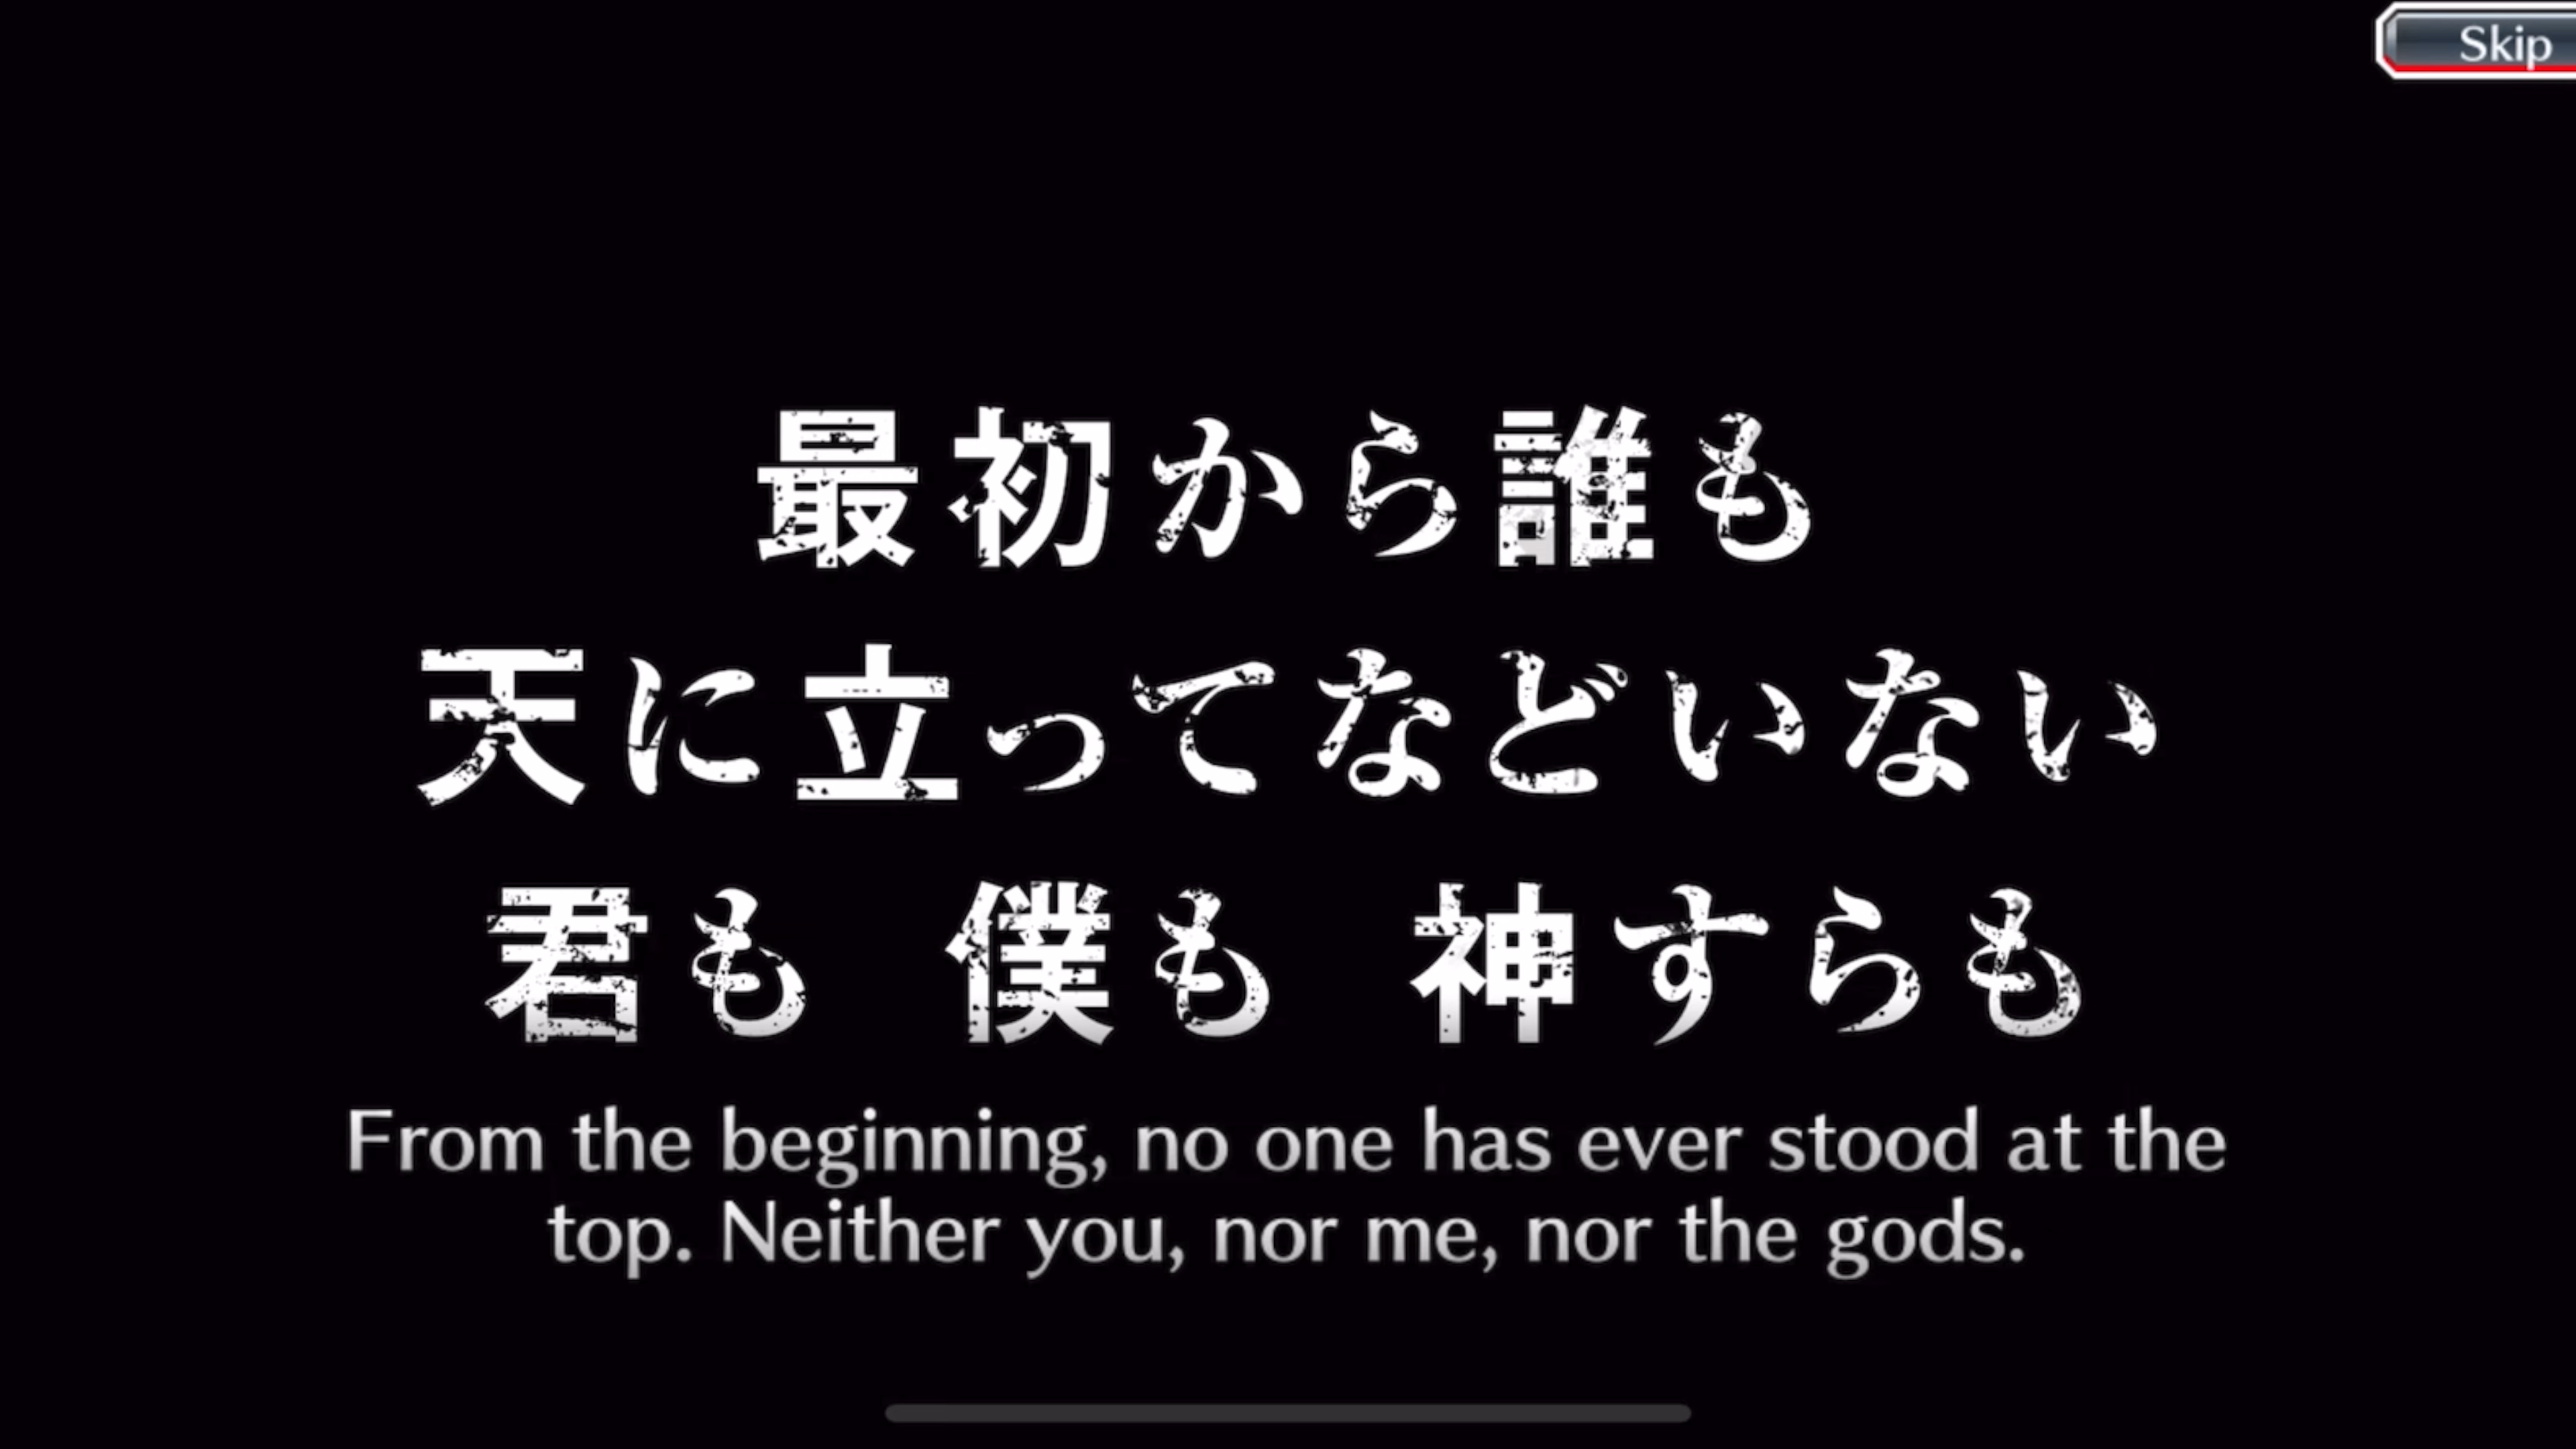 Skip
最初から誰も
天に立ってなどいない
君も 僕も 神すらも
From the beginning, no one has ever stood at the
top. Neither you, nor me, nor the gods.